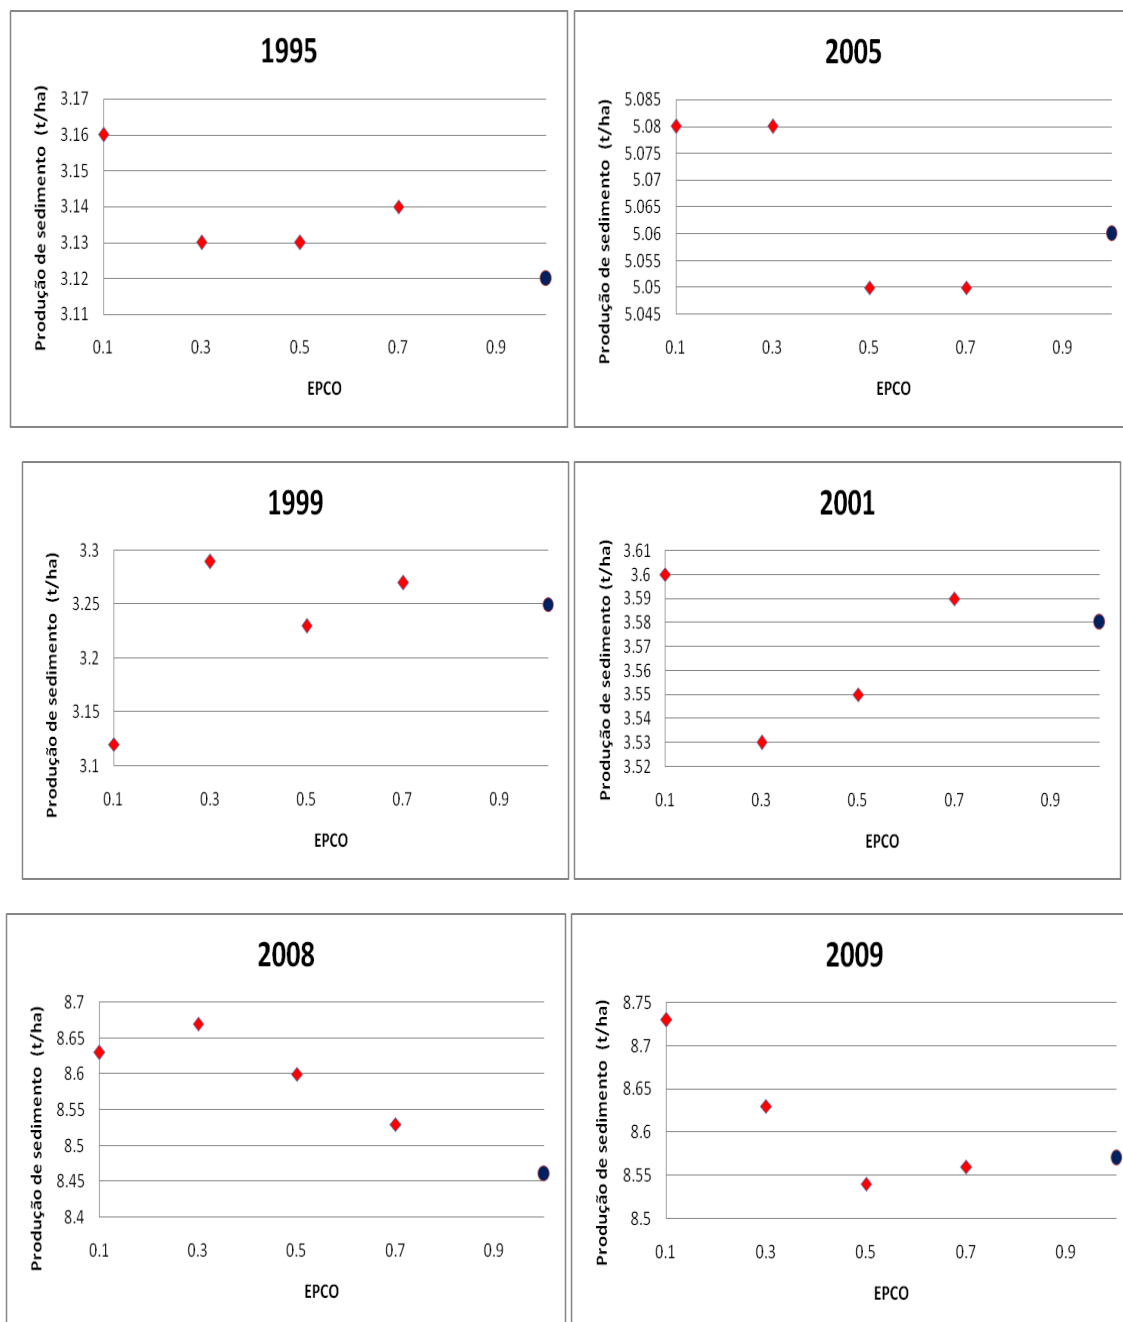 1995
Produção de sedimento (t/ha)
3.17
3.16
3.15
3.14
3.13
3.12
3.11
0.1 0.3 0.5 0.7 0.9
EPCO
2005
Produção de sedimento (t/ha)
5.085
5.08
5.075
5.07
5.065
5.06
5.055
5.05
5.045
0.1 0.3 0.5 0.7 0.9
EPCO
1999
Produção de sedimento (t/ha)
3.3
3.25
3.2
3.15
3.1
0.1 0.3 0.5 0.7 0.9
EPCO
2001
Produção de sedimento (t/ha)
3.61
3.6
3.59
3.58
3.57
3.56
3.55
3.54
3.53
3.52
0.1 0.3 0.5 0.7 0.9
EPCO
2008
Produção de sedimento (t/ha)
8.7
8.65
8.6
8.55
8.5
8.45
8.4
0.1 0.3 0.5 0.7 0.9
EPCO
2009
Produção de sedimento (t/ha)
8.75
8.7
8.65
8.6
8.55
8.5
0.1 0.3 0.5 0.7 0.9
EPCO